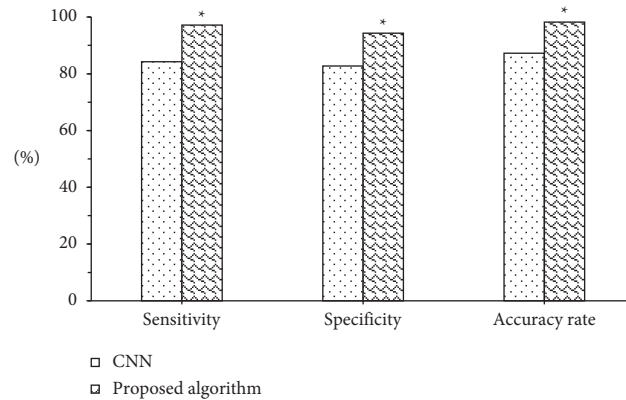 100
80
60
40
20
0
(%)
* * *
Sensitivity Specificity Accuracy rate
CNN
Proposed algorithm